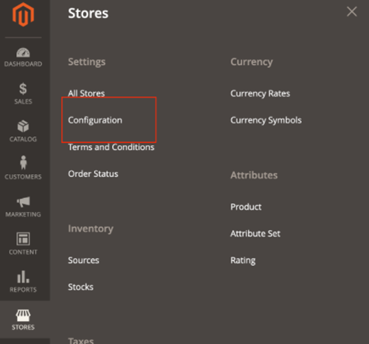 Stores
DASHBOARD
SALES
CATALOG
CUSTOMERS
MARKETING
CONTENT
REPORTS
STORES
Settings
All Stores
Configuration
Terms and Conditions
Order Status
Inventory
Sources
Stocks
Taxes
Currency
Currency Rates
Currency Symbols
Attributes
Product
Attribute Set
Rating